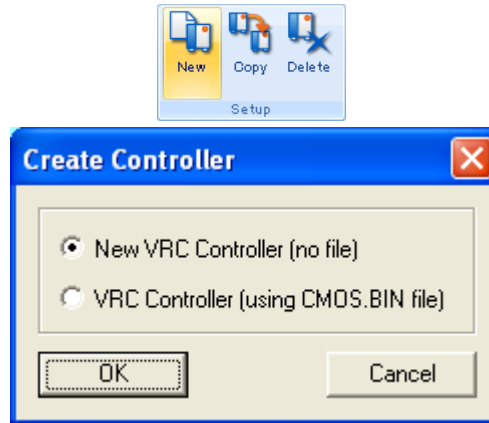 New Copy Delete
Setup
Create Controller
New VRC Controller (no file)
VRC Controller (using CMOS.BIN file)
OK Cancel